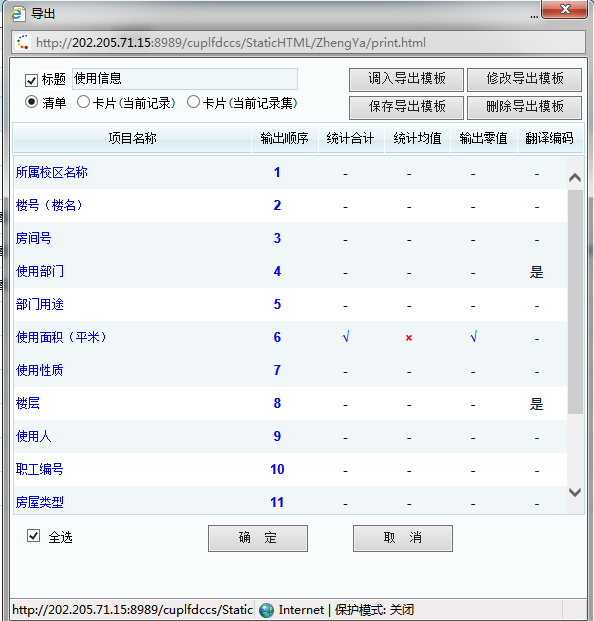 导出
...
http://202.205.71.15:8989/cuplfdccs/StaticHTML/ZhengYa/print.html
标题 使用信息 调入导出模板 修改导出模板
清单 卡片(当前记录) 卡片(当前记录集) 保存导出模板 删除导出模板
项目名称 输出顺序 统计合计 统计均值 输出零值 翻译编码
所属校区名称 1 - - - -
楼号（楼名） 2 - - - -
房间号 3 - - - -
使用部门 4 - - - 是
部门用途 5 - - - -
使用面积（平米） 6 √ × √ -
使用性质 7 - - - -
楼层 8 - - - 是
使用人 9 - - - -
职工编号 10 - - - -
房屋类型 11 - - - -
全选 确 定 取 消
http://202.205.71.15:8989/cuplfdccs/Static Internet | 保护模式: 关闭